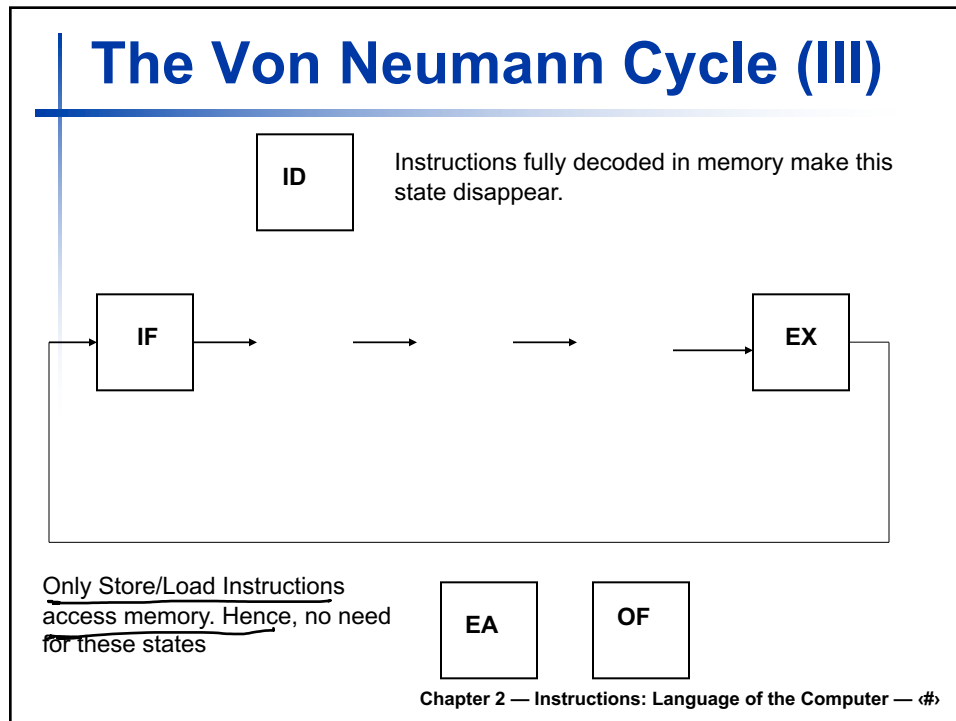 The Von Neumann Cycle (III)
ID
Instructions fully decoded in memory make this
state disappear.
IF
EX
Only Store/Load Instructions
access memory. Hence, no need
for these states
EA
OF
Chapter 2 — Instructions: Language of the Computer — ‹#›